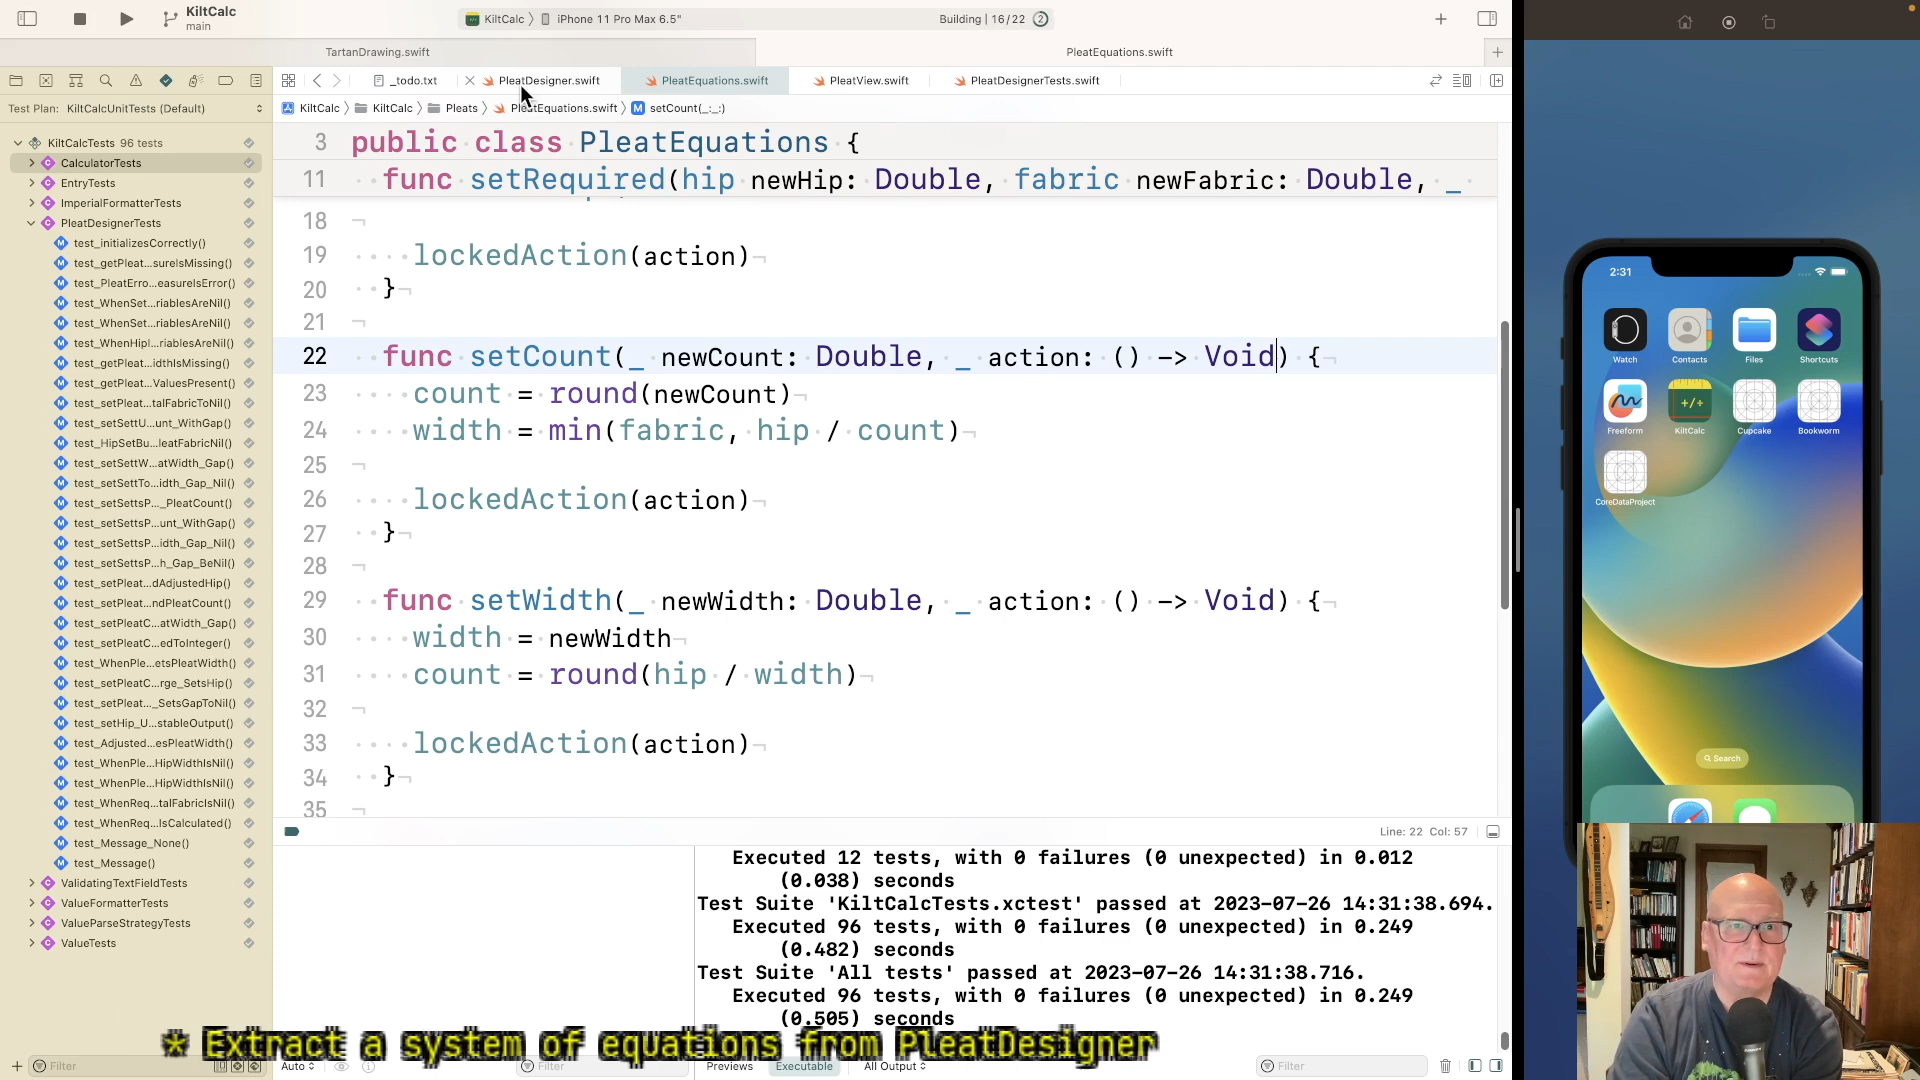 KiltCalc
main
KiltCalc
iPhone 11 Pro Max 6.5"
Building | 16/22
2
TartanDrawing.swift
PleatEquations.swift
_todo.txt
PleatDesigner.swift
PleatEquations.swift
PleatView.swift
PleatDesignerTests.swift
Test Plan: KiltCalcUnitTests (Default)
KiltCalc
KiltCalc
Pleats
PleatEquations.swift
M
setCount(_:_:)
KiltCalcTests 96 tests
CalculatorTests
EntryTests
ImperialFormatterTests
PleatDesignerTests
test_initializesCorrectly()
test_getPleat...sureIsMissing()
test_PleatErro...easureIsError()
test_WhenSet...riablesAreNil()
test_WhenSet...riablesAreNil()
test_WhenHipI...riablesAreNil()
test_getPleat...idthIsMissing()
test_getPleat...ValuesPresent()
test_setPleat...talFabricToNil()
test_setSettU...unt_WithGap()
test_HipSetBu...leatFabricNil()
test_setSettW...atWidth_Gap()
test_setSettTo...idth_Gap_Nil()
test_setSettsP..._PleatCount()
test_setSettsP...unt_WithGap()
test_setSettsP...idth_Gap_Nil()
test_setSettsP...h_Gap_BeNil()
test_setPleat...dAdjustedHip()
test_setPleat...ndPleatCount()
test_setPleatC...atWidth_Gap()
test_setPleatC...edToInteger()
test_WhenPle...etsPleatWidth()
test_setPleatC...rge_SetsHip()
test_setPleat..._SetsGapToNil()
test_setHip_U...stableOutput()
test_Adjusted...esPleatWidth()
test_WhenPle...HipWidthIsNil()
test_WhenPle...HipWidthIsNil()
test_WhenReq...talFabricIsNil()
test_WhenReq...IsCalculated()
test_Message_None()
test_Message()
ValidatingTextFieldTests
ValueFormatterTests
ValueParseStrategyTests
ValueTests
Filter
3 public class PleatEquations {
11 func setRequired(hip newHip: Double, fabric newFabric: Double, _
18
19 lockedAction(action)
20 }
21
22 func setCount(_ newCount: Double, _ action: () -> Void) {
23 count = round(newCount)
24 width = min(fabric, hip / count)
25
26 lockedAction(action)
27 }
28
29 func setWidth(_ newWidth: Double, _ action: () -> Void) {
30 width = newWidth
31 count = round(hip / width)
32
33 lockedAction(action)
34 }
35
Line: 22 Col: 57
Executed 12 tests, with 0 failures (0 unexpected) in 0.012
(0.038) seconds
Test Suite 'KiltCalcTests.xctest' passed at 2023-07-26 14:31:38.694.
Executed 96 tests, with 0 failures (0 unexpected) in 0.249
(0.482) seconds
Test Suite 'All tests' passed at 2023-07-26 14:31:38.716.
Executed 96 tests, with 0 failures (0 unexpected) in 0.249
(0.505) seconds
* Extract a system of equations from PleatDesigner
Auto
Filter
Previews
Executable
All Output
Filter
2:31
Watch
Contacts
Files
Shortcuts
+/÷
Freeform
KiltCalc
Cupcake
Bookworm
CoreDataProject
Search